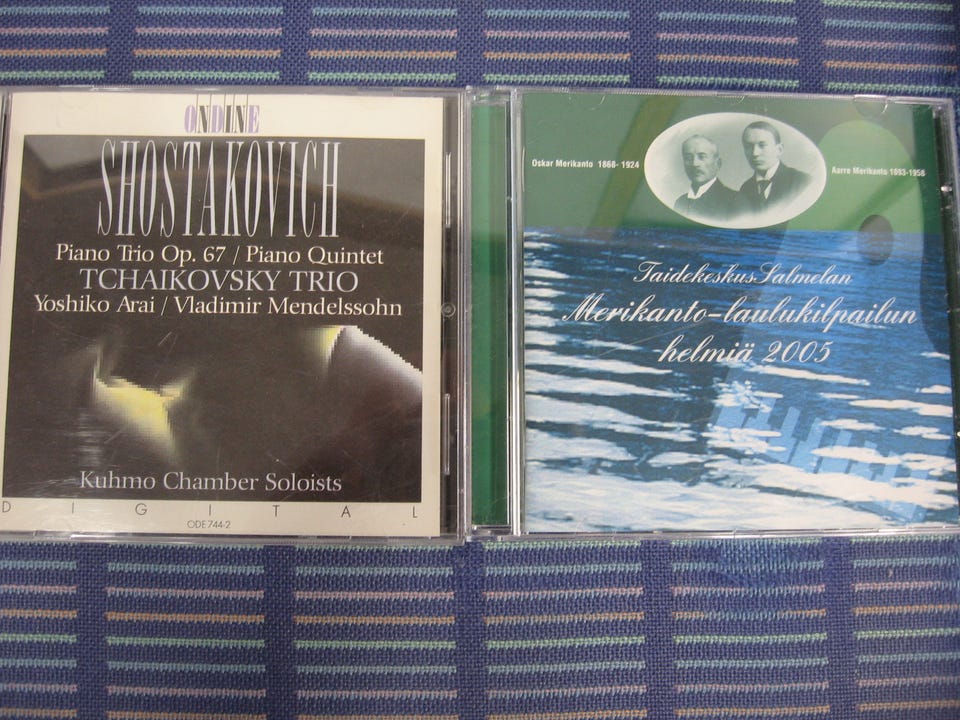 ONDINE
SHOSTAKOVICH
Piano Trio Op. 67 / Piano Quintet
TCHAIKOVSKY TRIO
Yoshiko Arai / Vladimir Mendelssohn
Kuhmo Chamber Soloists
DIGITAL
ODE 744-2
Oskar Merikanto 1868-1924
Aarre Merikanto 1893-1958
Taidekeskus Salmelan
Merikanto-laulukilpailun
helmiä 2005